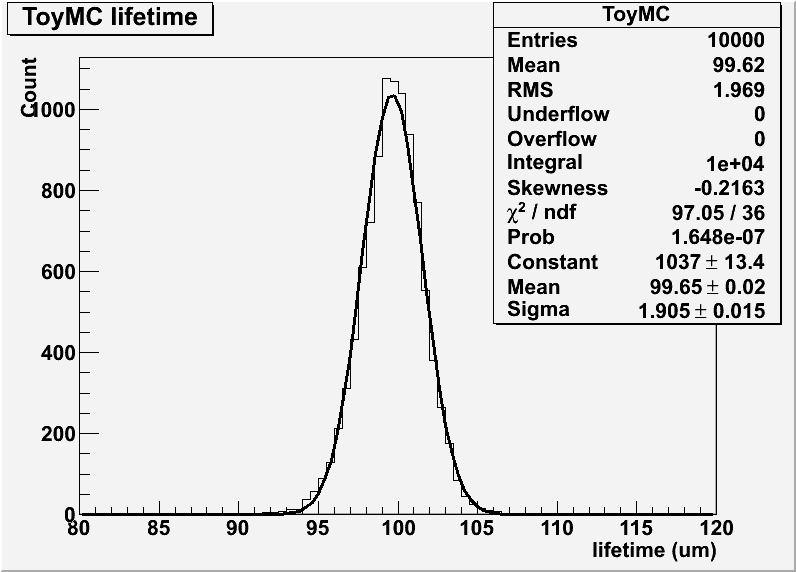 ToyMC lifetime
ToyMC
Entries 10000
Mean 99.62
RMS 1.969
Underflow 0
Overflow 0
Integral 1e+04
Skewness -0.2163
χ² / ndf 97.05 / 36
Prob 1.648e-07
Constant 1037 ± 13.4
Mean 99.65 ± 0.02
Sigma 1.905 ± 0.015
Count
1000
800
600
400
200
0
80 85 90 95 100 105 110 115 120
lifetime (um)